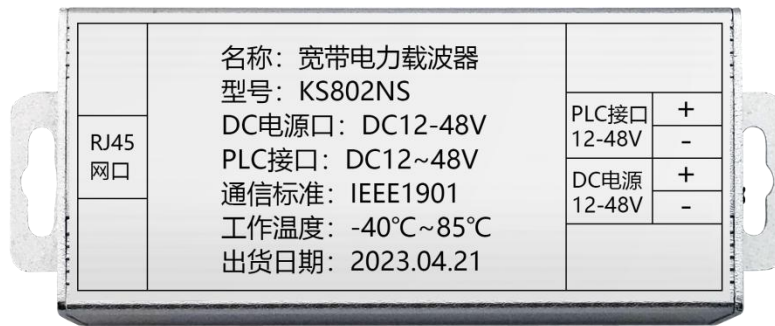 RJ45
网口
名称：宽带电力载波器
型号：KS802NS
DC电源口：DC12-48V
PLC接口：DC12~48V
通信标准：IEEE1901
工作温度：-40℃~85℃
出货日期：2023.04.21
PLC接口
12-48V
+
-
DC电源
12-48V
+
-